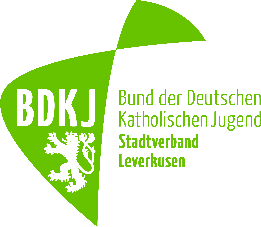 BDKJ
Bund der Deutschen
Katholischen Jugend
Stadtverband
Leverkusen